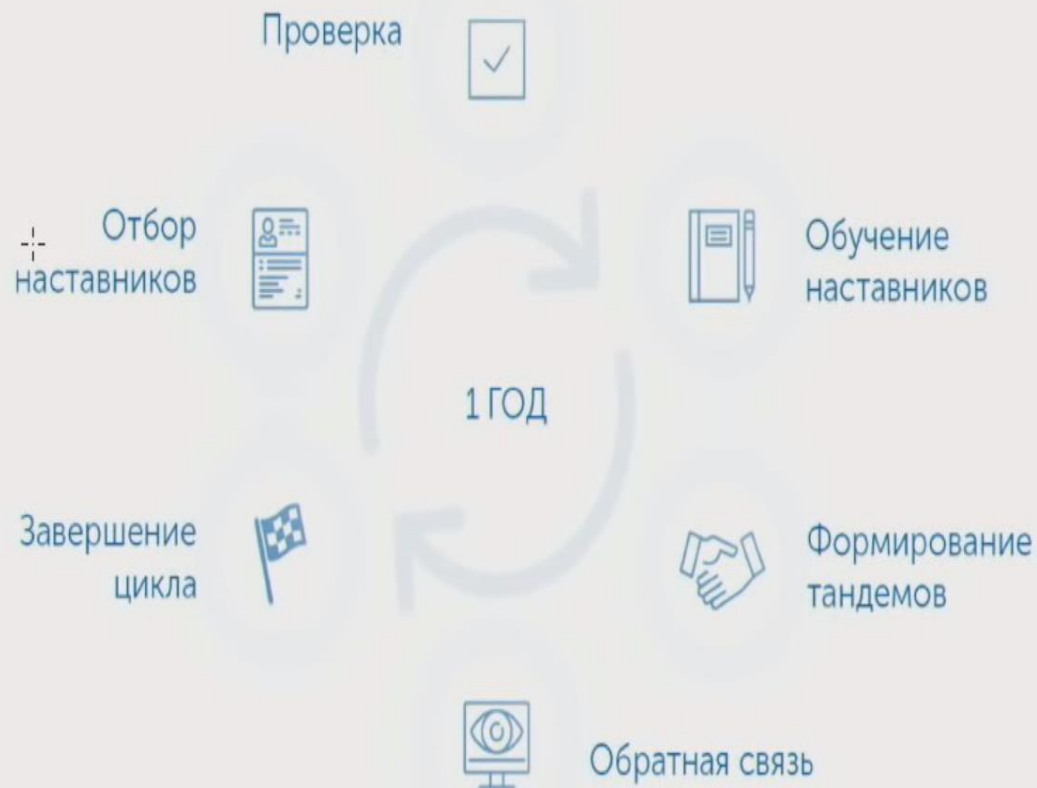 Проверка
Отбор
наставников
Обучение
наставников
1 ГОД
Завершение
цикла
Формирование
тандемов
Обратная связь